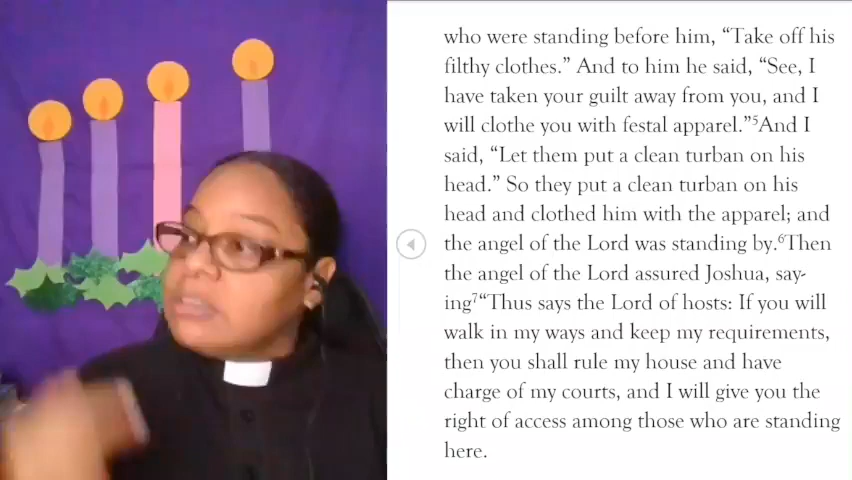 who were standing before him, “Take off his
filthy clothes.” And to him he said, “See, I
have taken your guilt away from you, and I
will clothe you with festal apparel.”⁵And I
said, “Let them put a clean turban on his
head.” So they put a clean turban on his
head and clothed him with the apparel; and
the angel of the Lord was standing by.⁶Then
the angel of the Lord assured Joshua, say-
ing⁷“Thus says the Lord of hosts: If you will
walk in my ways and keep my requirements,
then you shall rule my house and have
charge of my courts, and I will give you the
right of access among those who are standing
here.